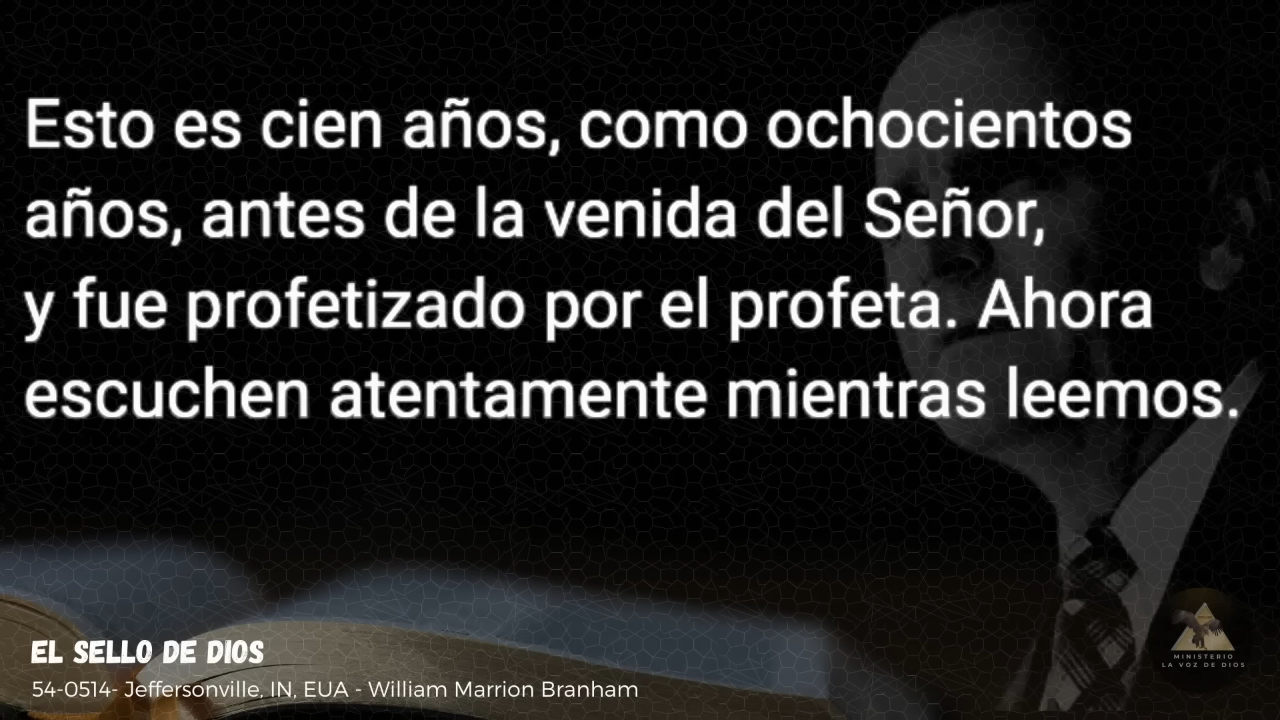 Esto es cien años, como ochocientos
años, antes de la venida del Señor,
y fue profetizado por el profeta. Ahora
escuchen atentamente mientras leemos.
EL SELLO DE DIOS
54-0514- Jeffersonville, IN, EUA - William Marrion Branham
MINISTERIO
LA VOZ DE DIOS